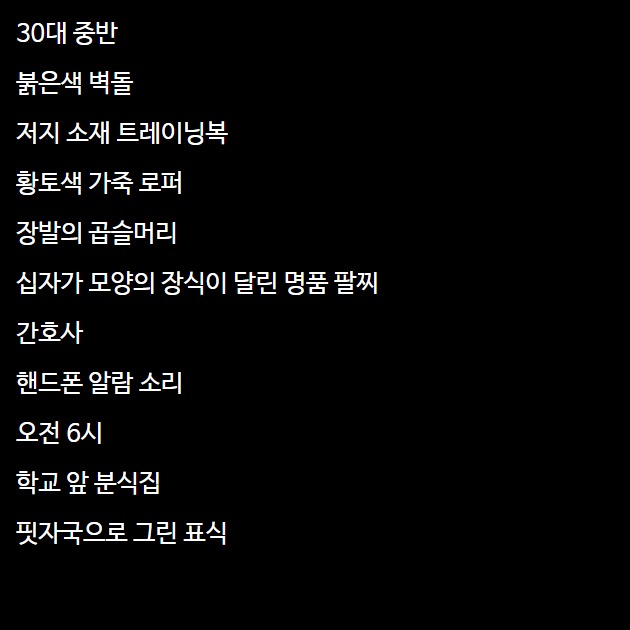 30대 중반
붉은색 벽돌
저지 소재 트레이닝복
황토색 가죽 로퍼
장발의 곱슬머리
십자가 모양의 장식이 달린 명품 팔찌
간호사
핸드폰 알람 소리
오전 6시
학교 앞 분식집
핏자국으로 그린 표식